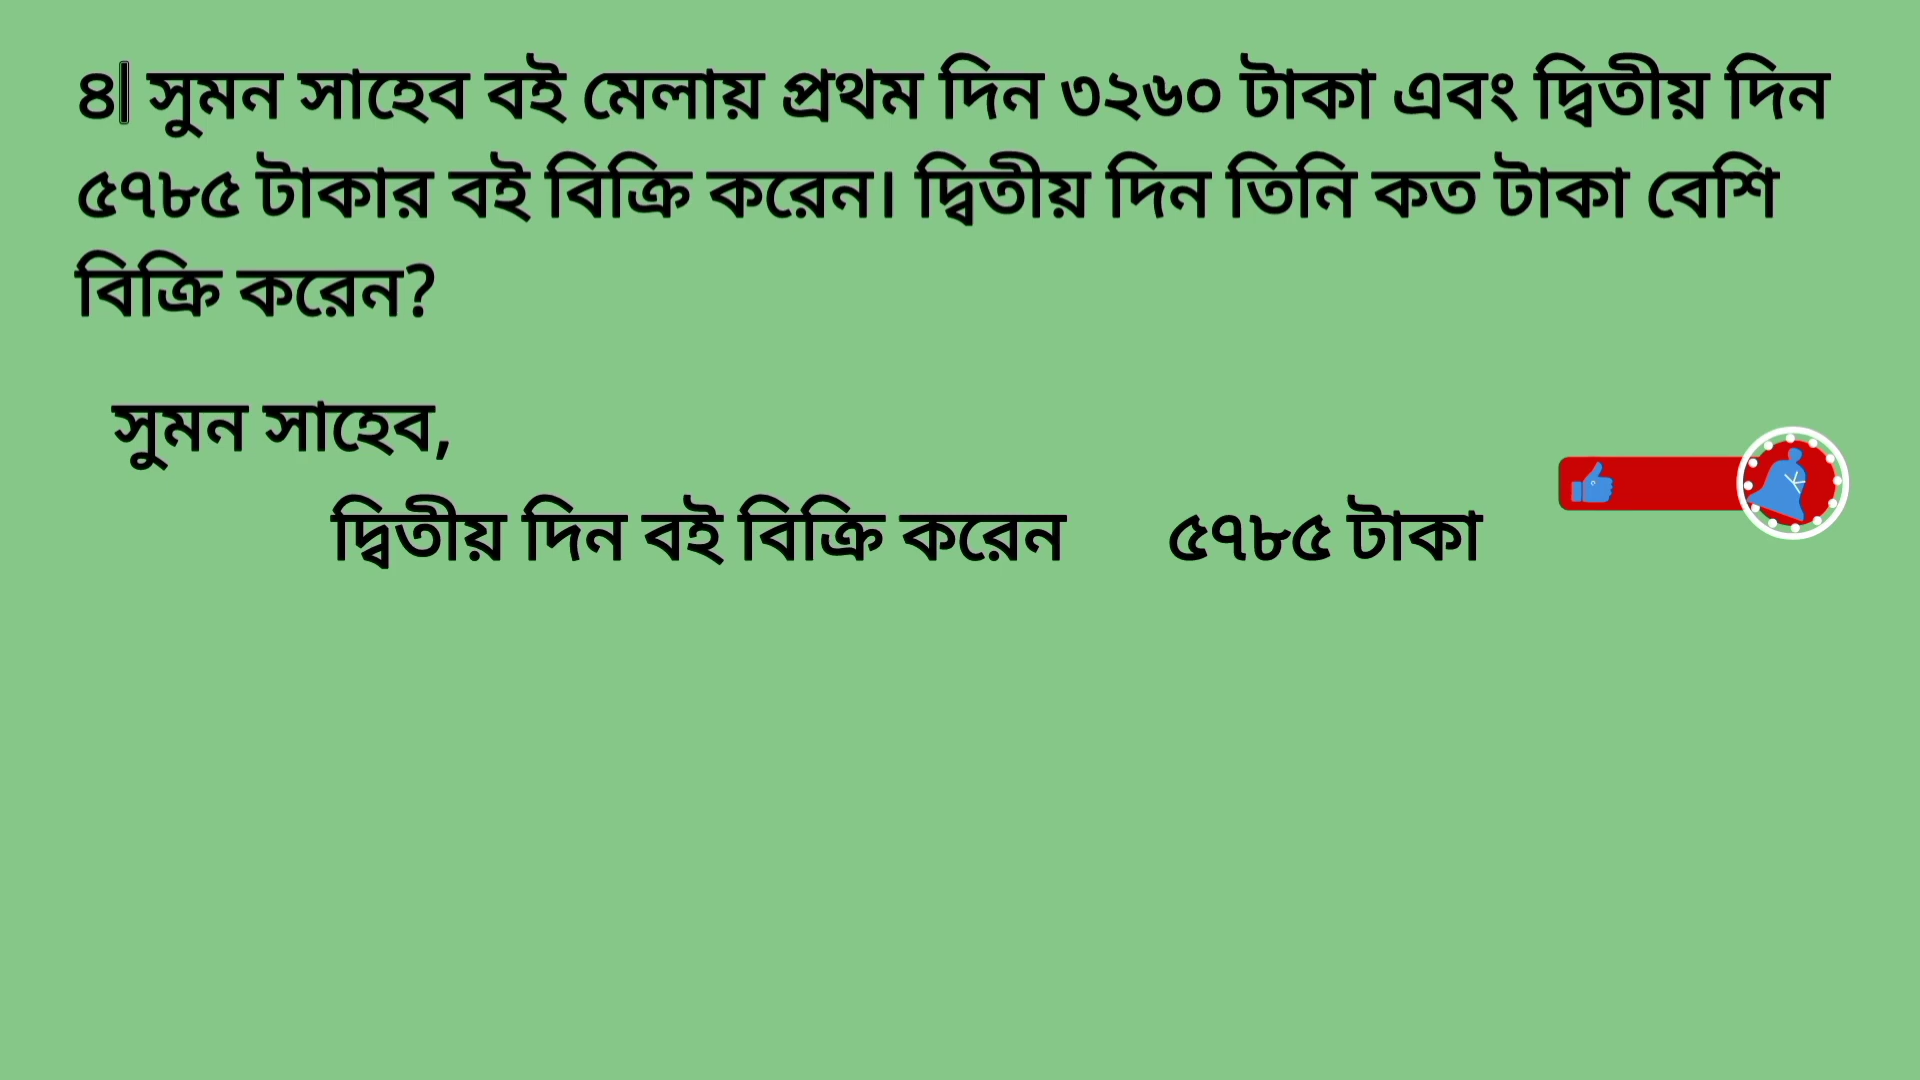 ৪| সুমন সাহেব বই মেলায় প্রথম দিন ৩২৬০ টাকা এবং দ্বিতীয় দিন
৫৭৮৫ টাকার বই বিক্রি করেন। দ্বিতীয় দিন তিনি কত টাকা বেশি
বিক্রি করেন?
সুমন সাহেব,
দ্বিতীয় দিন বই বিক্রি করেন ৫৭৮৫ টাকা